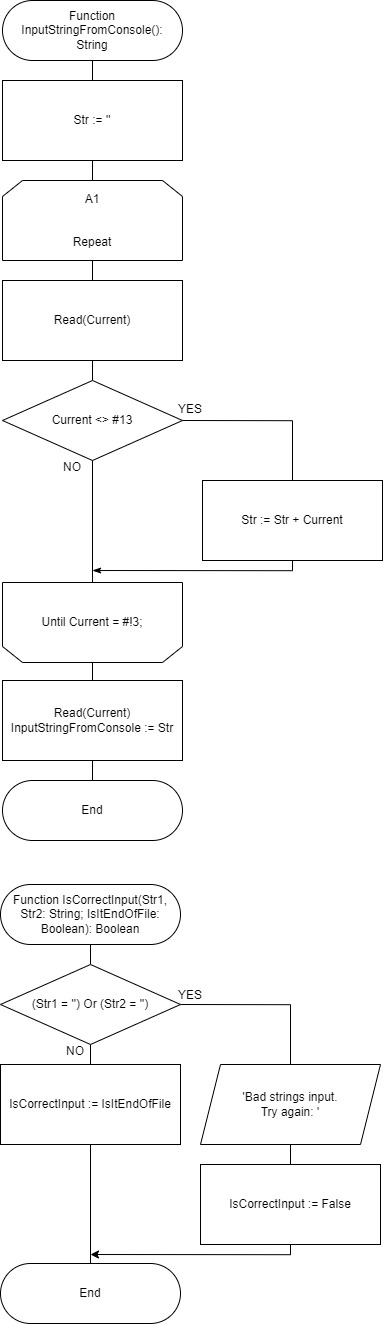 Function
InputStringFromConsole():
String
Str := ''
A1
Repeat
Read(Current)
Current <> #13
YES
NO
Str := Str + Current
Until Current = #!3;
Read(Current)
InputStringFromConsole := Str
End
Function IsCorrectInput(Str1,
Str2: String; IsItEndOfFile:
Boolean): Boolean
(Str1 = '') Or (Str2 = '')
YES
NO
IsCorrectInput := IsItEndOfFile
'Bad strings input.
Try again: '
IsCorrectInput := False
End